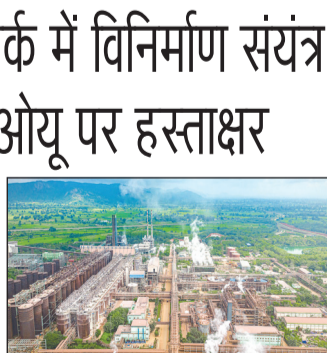 र्क में विनिर्माण संयंत्र
ओयू पर हस्ताक्षर